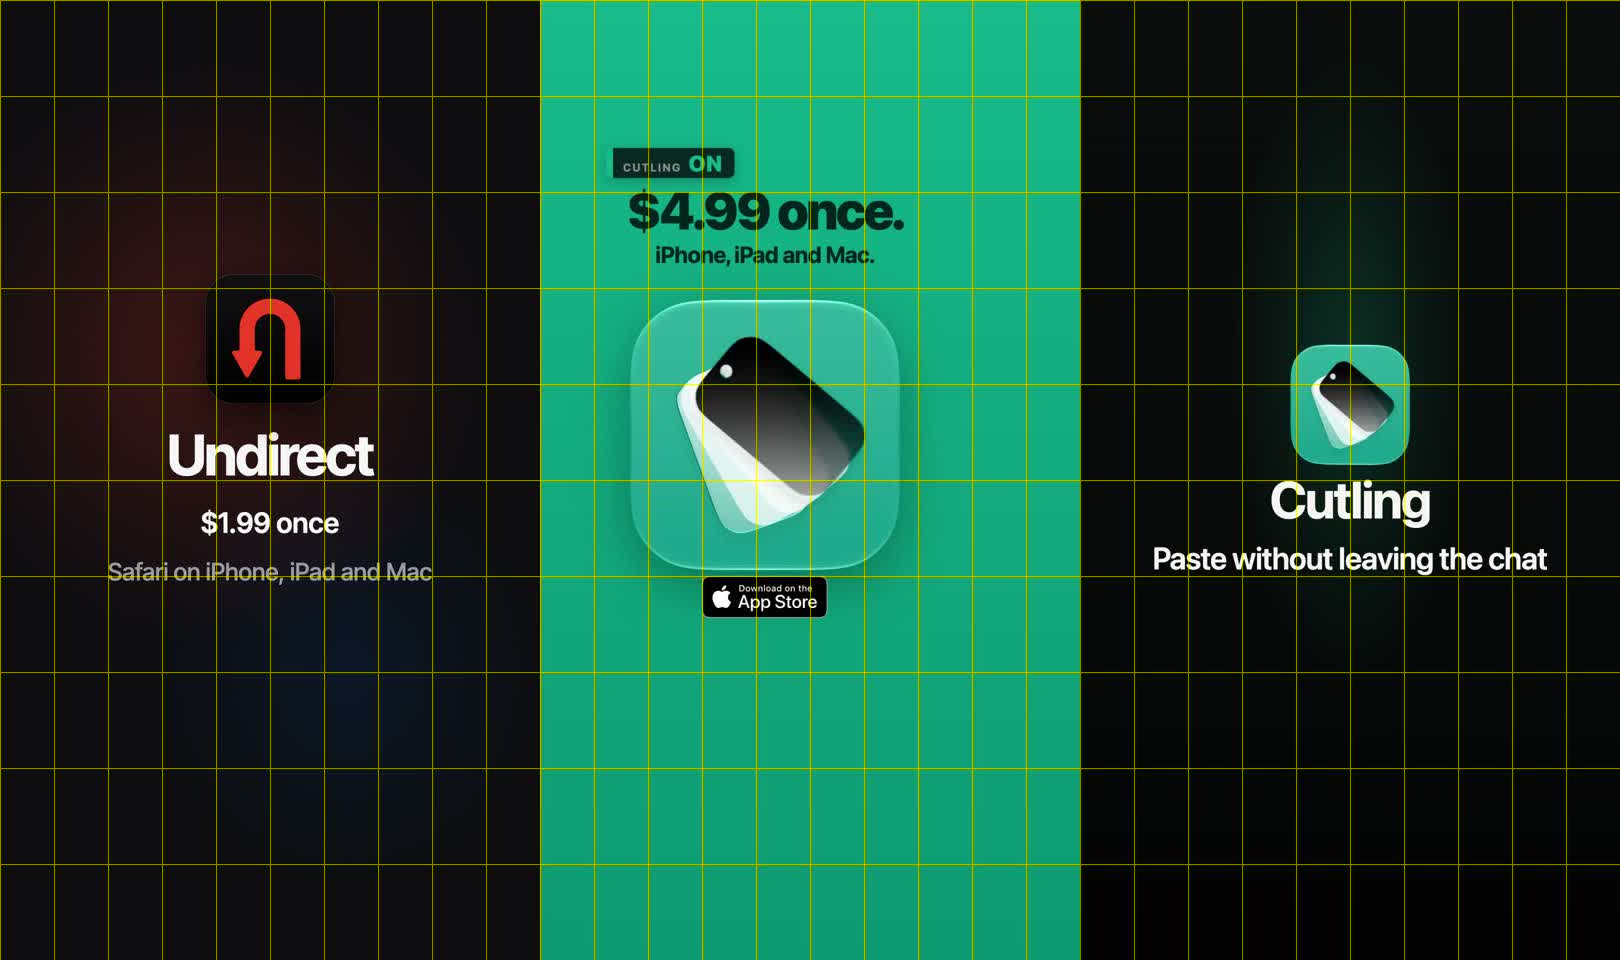 Undirect
$1.99 once
Safari on iPhone, iPad and Mac
CUTLING ON
$4.99 once.
iPhone, iPad and Mac.
Download on the
App Store
Cutling
Paste without leaving the chat